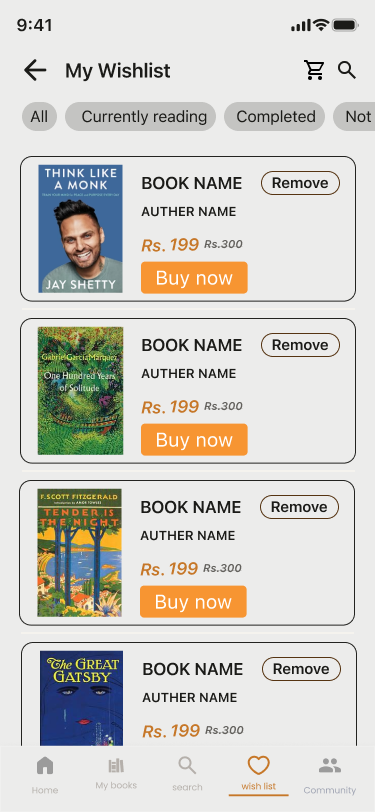 9:41
My Wishlist
All
Currently reading
Completed
Not
THINK LIKE
A MONK
JAY SHETTY
BOOK NAME
Remove
AUTHER NAME
Rs. 199 Rs.300
Buy now
Gabriel García Márquez
One Hundred Years
of Solitude
BOOK NAME
Remove
AUTHER NAME
Rs. 199 Rs.300
Buy now
F. SCOTT FITZGERALD
TENDER IS
THE NIGHT
BOOK NAME
Remove
AUTHER NAME
Rs. 199 Rs.300
Buy now
The GREAT
GATSBY
BOOK NAME
Remove
AUTHER NAME
Rs. 199 Rs.300
Home
My books
search
wish list
Community